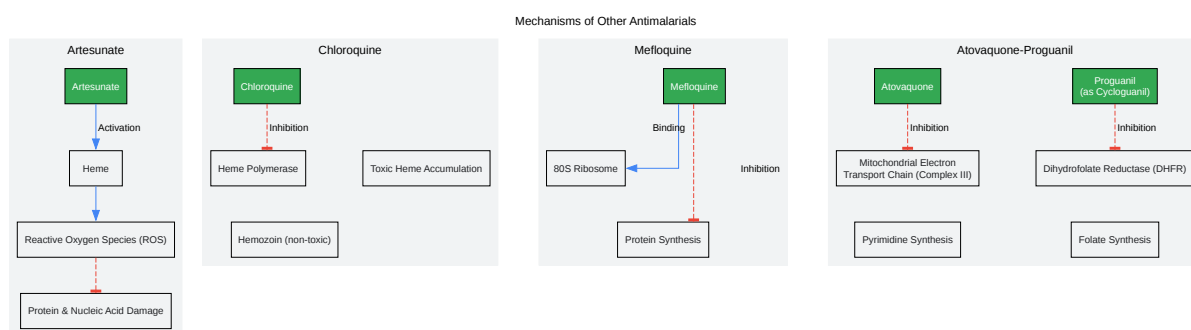 Mechanisms of Other Antimalarials
Artesunate
Artesunate
Activation
Heme
Reactive Oxygen Species (ROS)
Protein & Nucleic Acid Damage
Chloroquine
Chloroquine
Inhibition
Heme Polymerase
Toxic Heme Accumulation
Hemozoin (non-toxic)
Mefloquine
Mefloquine
Binding
80S Ribosome
Inhibition
Protein Synthesis
Atovaquone-Proguanil
Atovaquone
Inhibition
Mitochondrial Electron
Transport Chain (Complex III)
Pyrimidine Synthesis
Proguanil
(as Cycloguanil)
Inhibition
Dihydrofolate Reductase (DHFR)
Folate Synthesis